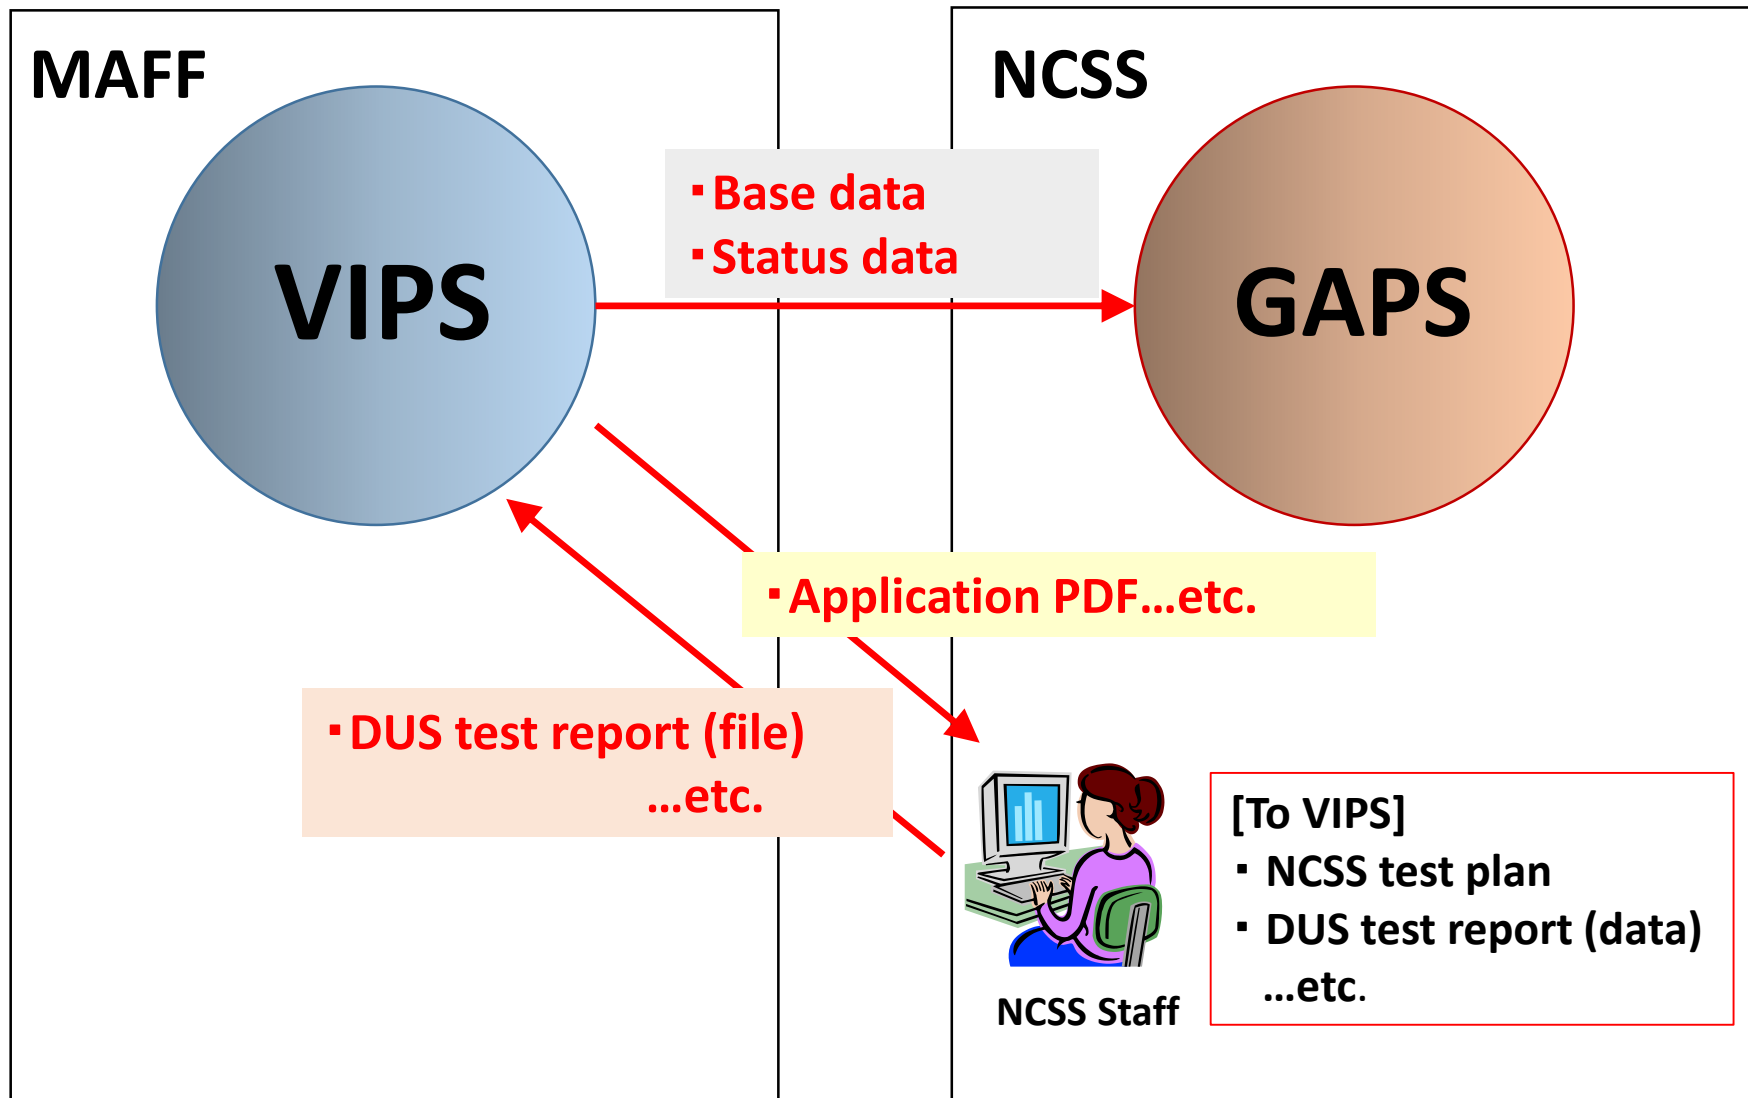 MAFF
NCSS
VIPS
▪Base data
▪Status data
GAPS
▪Application PDF...etc.
▪DUS test report (file)
...etc.
[To VIPS]
▪ NCSS test plan
▪ DUS test report (data)
...etc.
NCSS Staff